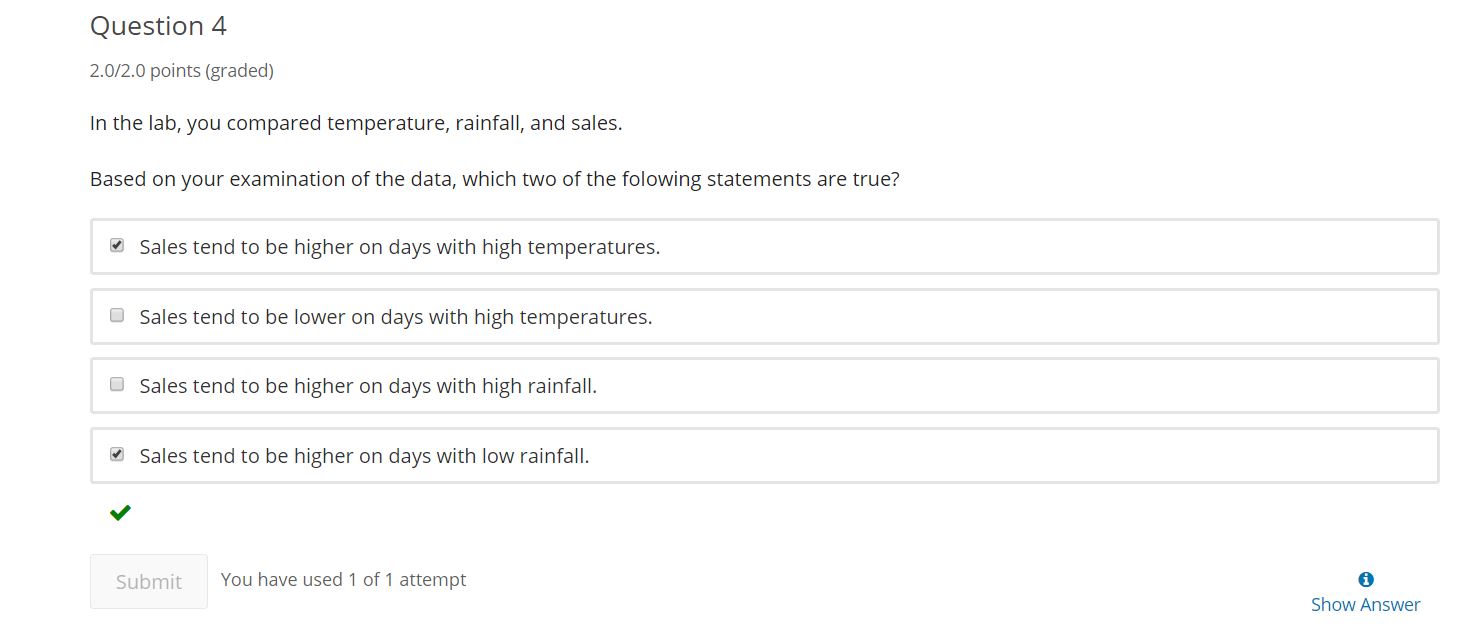 Question 4
2.0/2.0 points (graded)
In the lab, you compared temperature, rainfall, and sales.
Based on your examination of the data, which two of the folowing statements are true?
Sales tend to be higher on days with high temperatures.
Sales tend to be lower on days with high temperatures.
Sales tend to be higher on days with high rainfall.
Sales tend to be higher on days with low rainfall.
Submit You have used 1 of 1 attempt
Show Answer